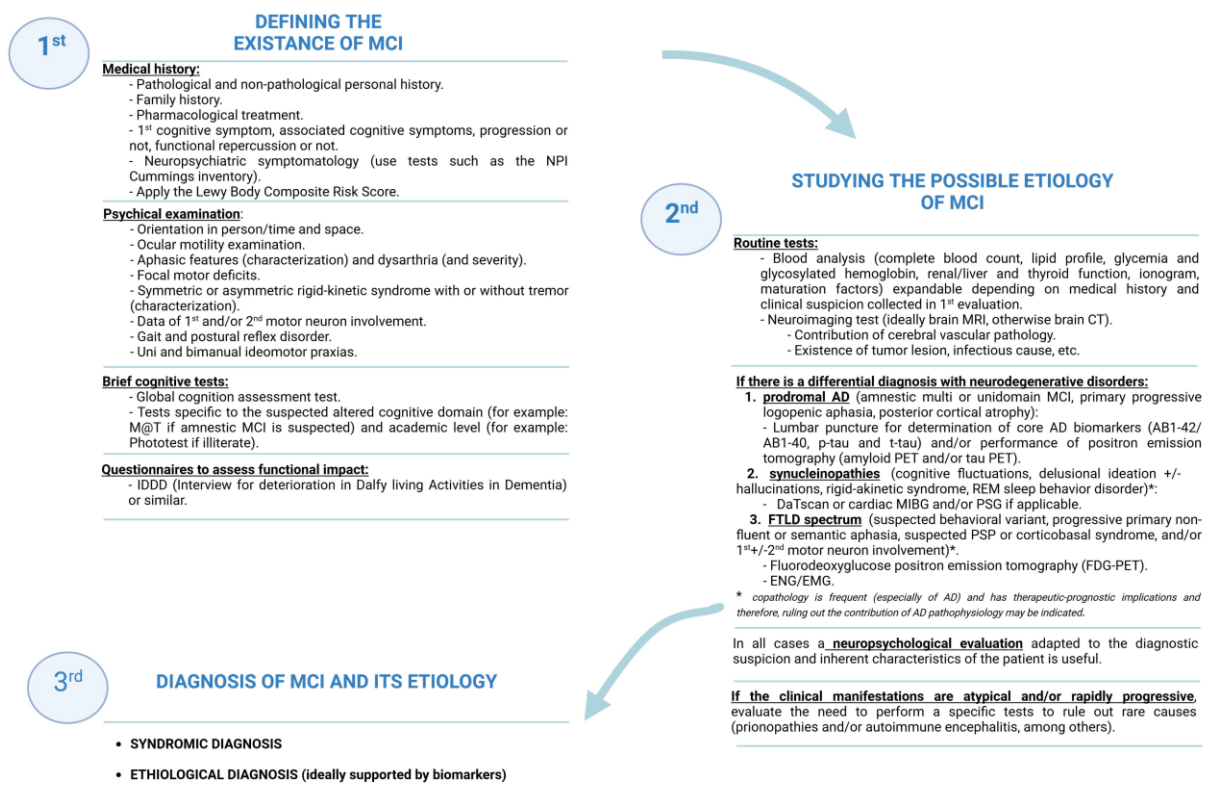 1st
DEFINING THE
EXISTANCE OF MCI
Medical history:
- Pathological and non-pathological personal history.
- Family history.
- Pharmacological treatment.
- 1st cognitive symptom, associated cognitive symptoms, progression or
not, functional repercussion or not.
- Neuropsychiatric symptomatology (use tests such as the NPI
Cummings inventory).
- Apply the Lewy Body Composite Risk Score.
Psychical examination:
- Orientation in person/time and space.
- Ocular motility examination.
- Aphasic features (characterization) and dysarthria (and severity).
- Focal motor deficits.
- Symmetric or asymmetric rigid-kinetic syndrome with or without tremor
(characterization).
- Data of 1st and/or 2nd motor neuron involvement.
- Gait and postural reflex disorder.
- Uni and bimanual ideomotor praxias.
Brief cognitive tests:
- Global cognition assessment test.
- Tests specific to the suspected altered cognitive domain (for example:
M@T if amnestic MCI is suspected) and academic level (for example:
Phototest if illiterate).
Questionnaires to assess functional impact:
- IDDD (Interview for deterioration in Dalfy living Activities in Dementia)
or similar.
2nd
STUDYING THE POSSIBLE ETIOLOGY
OF MCI
Routine tests:
- Blood analysis (complete blood count, lipid profile, glycemia and
glycosylated hemoglobin, renal/liver and thyroid function, ionogram,
maturation factors) expandable depending on medical history and
clinical suspicion collected in 1st evaluation.
- Neuroimaging test (ideally brain MRI, otherwise brain CT).
- Contribution of cerebral vascular pathology.
- Existence of tumor lesion, infectious cause, etc.
If there is a differential diagnosis with neurodegenerative disorders:
1. prodromal AD (amnestic multi or unidomain MCI, primary progressive
logopenic aphasia, posterior cortical atrophy):
- Lumbar puncture for determination of core AD biomarkers (AB1-42/
AB1-40, p-tau and t-tau) and/or performance of positron emission
tomography (amyloid PET and/or tau PET).
2. synucleinopathies (cognitive fluctuations, delusional ideation +/-
hallucinations, rigid-akinetic syndrome, REM sleep behavior disorder)*:
- DaTscan or cardiac MIBG and/or PSG if applicable.
3. FTLD spectrum (suspected behavioral variant, progressive primary non-
fluent or semantic aphasia, suspected PSP or corticobasal syndrome, and/or
1st+/-2nd motor neuron involvement)*.
- Fluorodeoxyglucose positron emission tomography (FDG-PET).
- ENG/EMG.
* copathology is frequent (especially of AD) and has therapeutic-prognostic implications and
therefore, ruling out the contribution of AD pathophysiology may be indicated.
In all cases a neuropsychological evaluation adapted to the diagnostic
suspicion and inherent characteristics of the patient is useful.
If the clinical manifestations are atypical and/or rapidly progressive,
evaluate the need to perform a specific tests to rule out rare causes
(prionopathies and/or autoimmune encephalitis, among others).
3rd
DIAGNOSIS OF MCI AND ITS ETIOLOGY
• SYNDROMIC DIAGNOSIS
• ETHIOLOGICAL DIAGNOSIS (ideally supported by biomarkers)